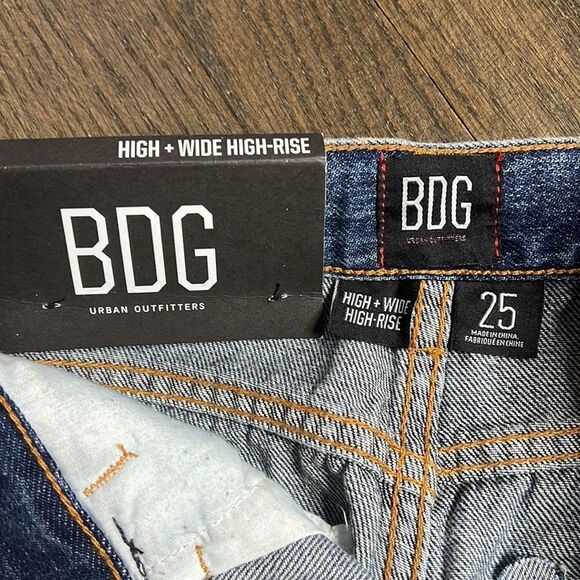 HIGH + WIDE HIGH-RISE
BDG
URBAN OUTFITTERS
BDG
URBAN OUTFITTERS
HIGH + WIDE
HIGH-RISE
25
MADE IN CHINA.
FABRIQUÉ EN CHINE